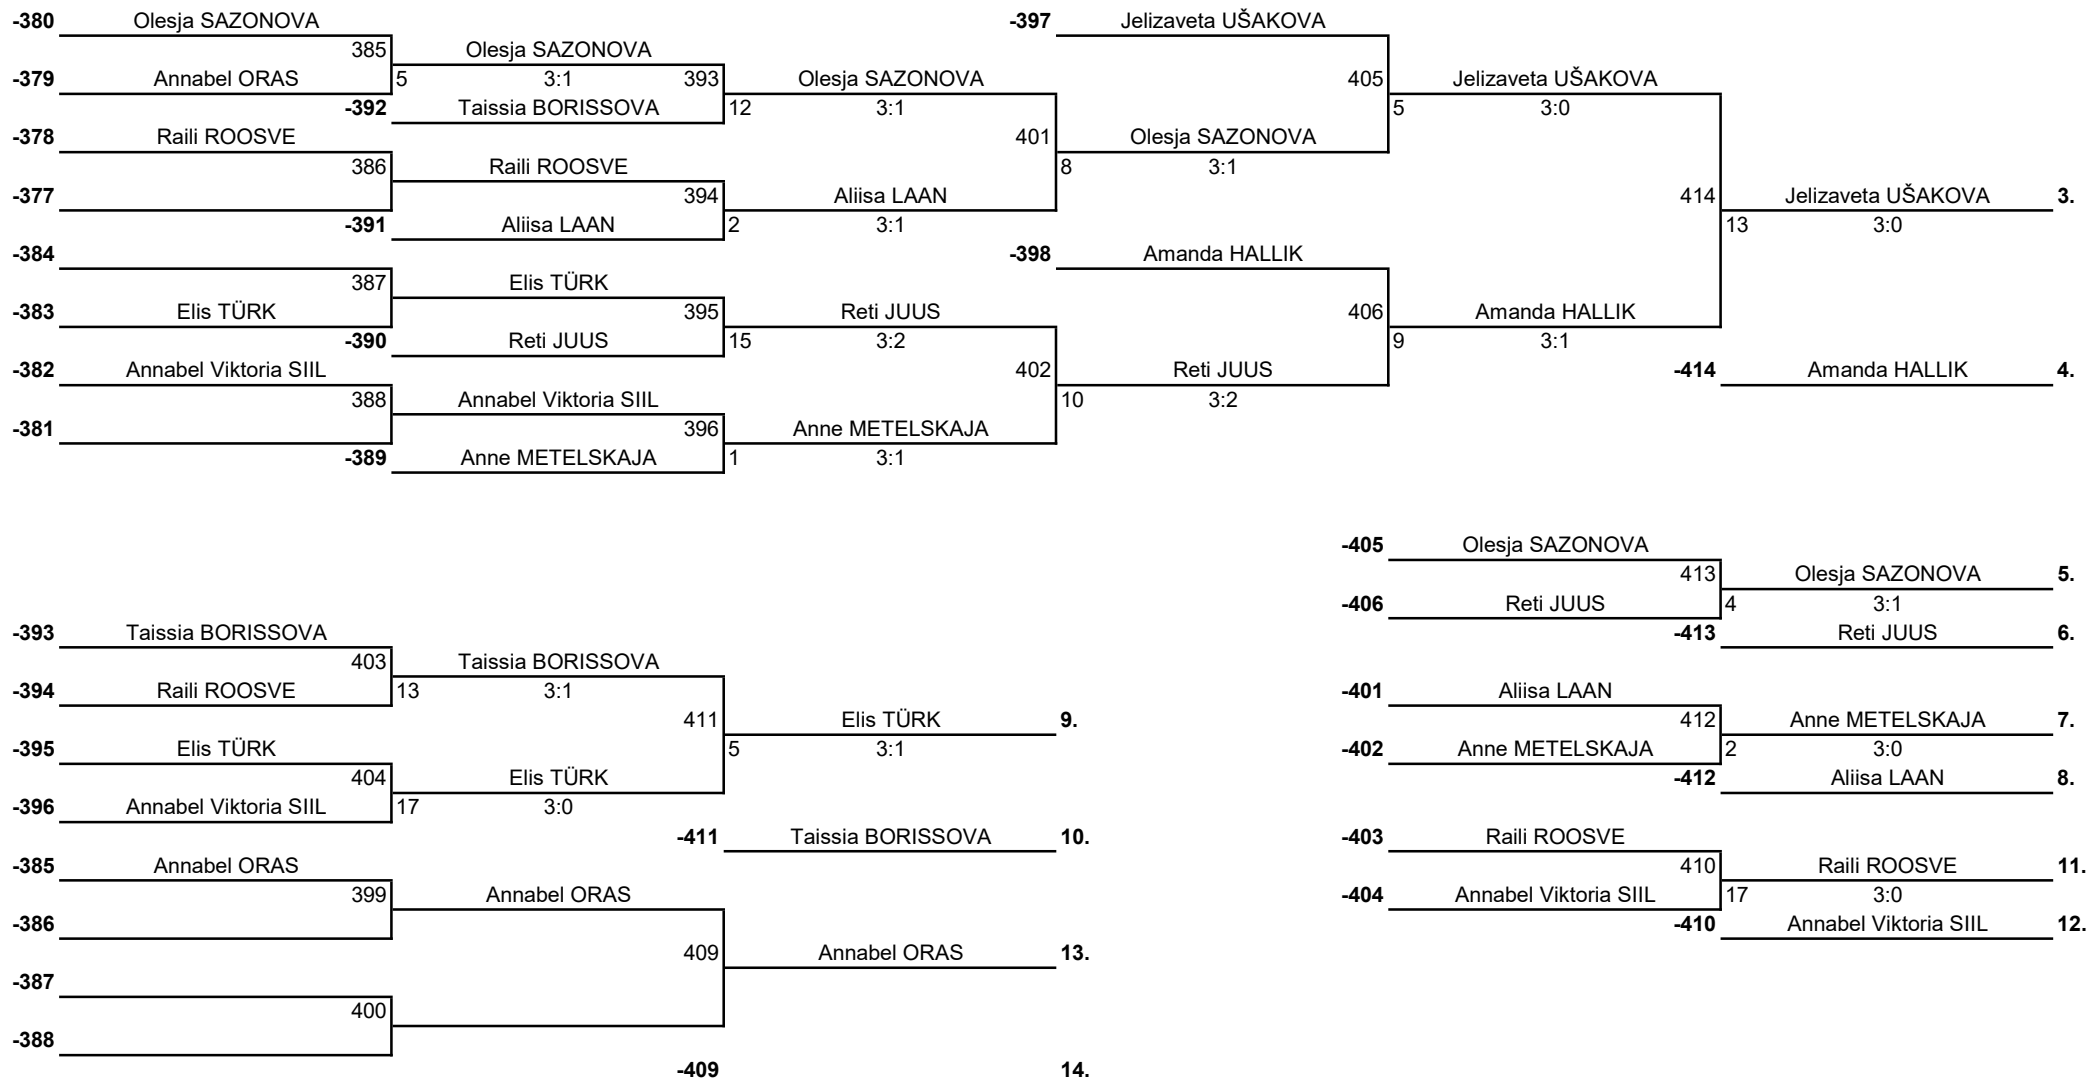 -380 Olesja SAZONOVA -397 Jelizaveta UŠAKOVA
385 Olesja SAZONOVA
-379 Annabel ORAS 5 3:1 393 Olesja SAZONOVA 405 Jelizaveta UŠAKOVA
-392 Taissia BORISSOVA 12 3:1 5 3:0
-378 Raili ROOSVE 401 Olesja SAZONOVA
386 Raili ROOSVE 8 3:1
-377 394 Aliisa LAAN 414 Jelizaveta UŠAKOVA 3.
-391 Aliisa LAAN 2 3:1 13 3:0
-384 -398 Amanda HALLIK
387 Elis TÜRK
-383 Elis TÜRK 395 Reti JUUS 406 Amanda HALLIK
-390 Reti JUUS 15 3:2 9 3:1
-382 Annabel Viktoria SIIL 402 Reti JUUS -414 Amanda HALLIK 4.
388 Annabel Viktoria SIIL 10 3:2
-381 396 Anne METELSKAJA
-389 Anne METELSKAJA 1 3:1
-405 Olesja SAZONOVA
413 Olesja SAZONOVA 5.
-406 Reti JUUS 4 3:1
-393 Taissia BORISSOVA -413 Reti JUUS 6.
403 Taissia BORISSOVA
-394 Raili ROOSVE 13 3:1 -401 Aliisa LAAN
411 Elis TÜRK 9. 412 Anne METELSKAJA 7.
-395 Elis TÜRK 5 3:1 -402 Anne METELSKAJA 2 3:0
404 Elis TÜRK -412 Aliisa LAAN 8.
-396 Annabel Viktoria SIIL 17 3:0
-411 Taissia BORISSOVA 10. -403 Raili ROOSVE
-385 Annabel ORAS 410 Raili ROOSVE 11.
399 Annabel ORAS -404 Annabel Viktoria SIIL 17 3:0
-386 -410 Annabel Viktoria SIIL 12.
409 Annabel ORAS 13.
-387
400
-388
-409 14.